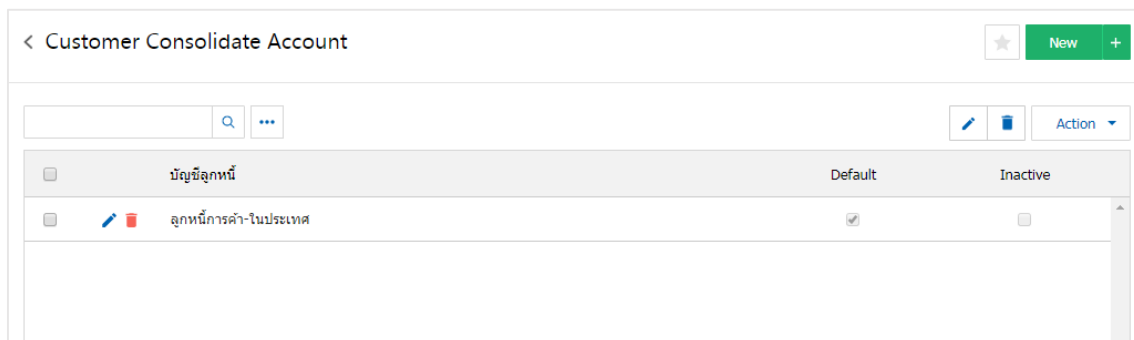 Customer Consolidate Account
New +
Action
บัญชีลูกหนี้ Default Inactive
ลูกหนี้การค้า-ในประเทศ